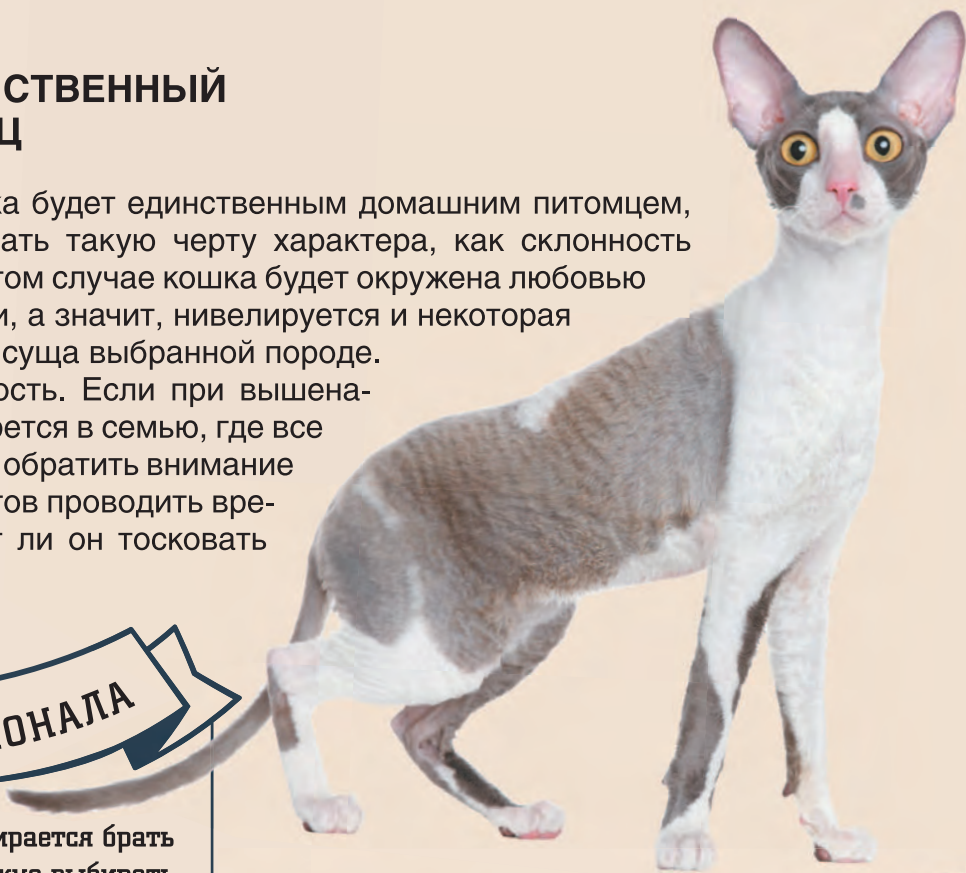 СТВЕННЫЙ
Ц
ка будет единственным домашним питомцем,
ать такую черту характера, как склонность
том случае кошка будет окружена любовью
и, а значит, нивелируется и некоторая
суща выбранной породе.
ость. Если при вышена-
рется в семью, где все
обратить внимание
тов проводить вре-
т ли он тосковать
ОНАЛА
ирается брать